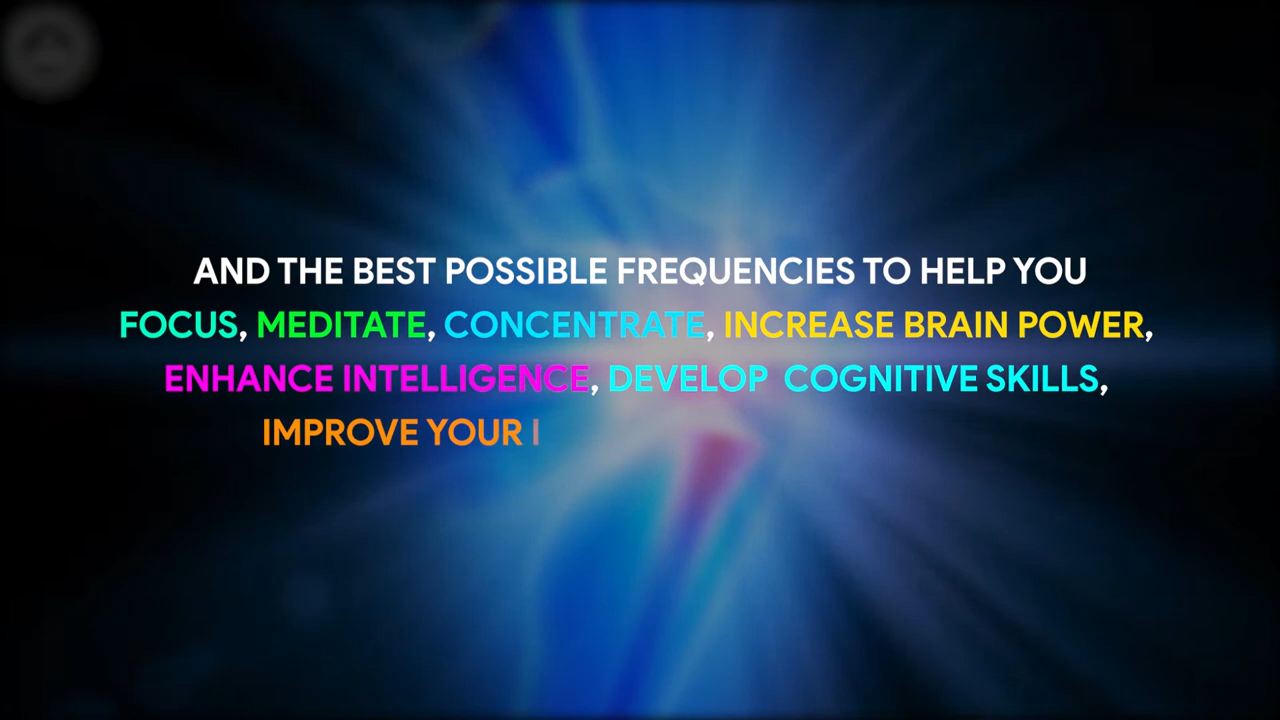 AND THE BEST POSSIBLE FREQUENCIES TO HELP YOU
FOCUS, MEDITATE, CONCENTRATE, INCREASE BRAIN POWER,
ENHANCE INTELLIGENCE, DEVELOP COGNITIVE SKILLS,
IMPROVE YOUR